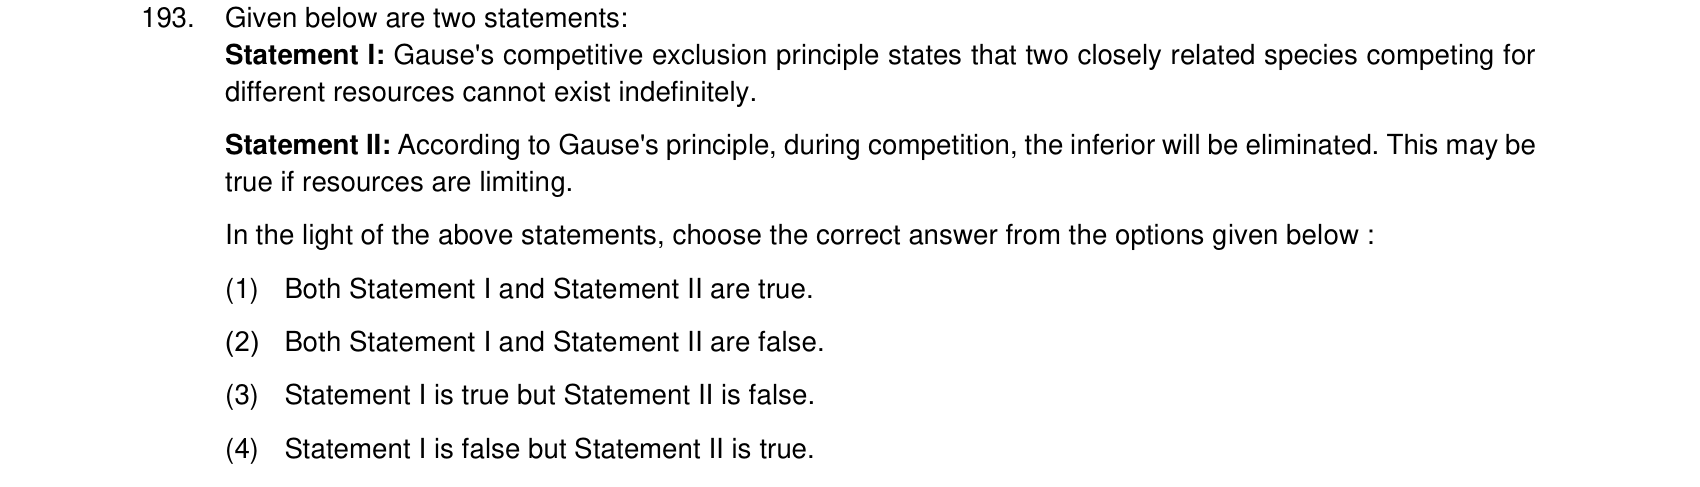 193. Given below are two statements:
Statement I: Gause's competitive exclusion principle states that two closely related species competing for
different resources cannot exist indefinitely.
Statement II: According to Gause's principle, during competition, the inferior will be eliminated. This may be
true if resources are limiting.
In the light of the above statements, choose the correct answer from the options given below :
(1) Both Statement I and Statement II are true.
(2) Both Statement I and Statement II are false.
(3) Statement I is true but Statement II is false.
(4) Statement I is false but Statement II is true.